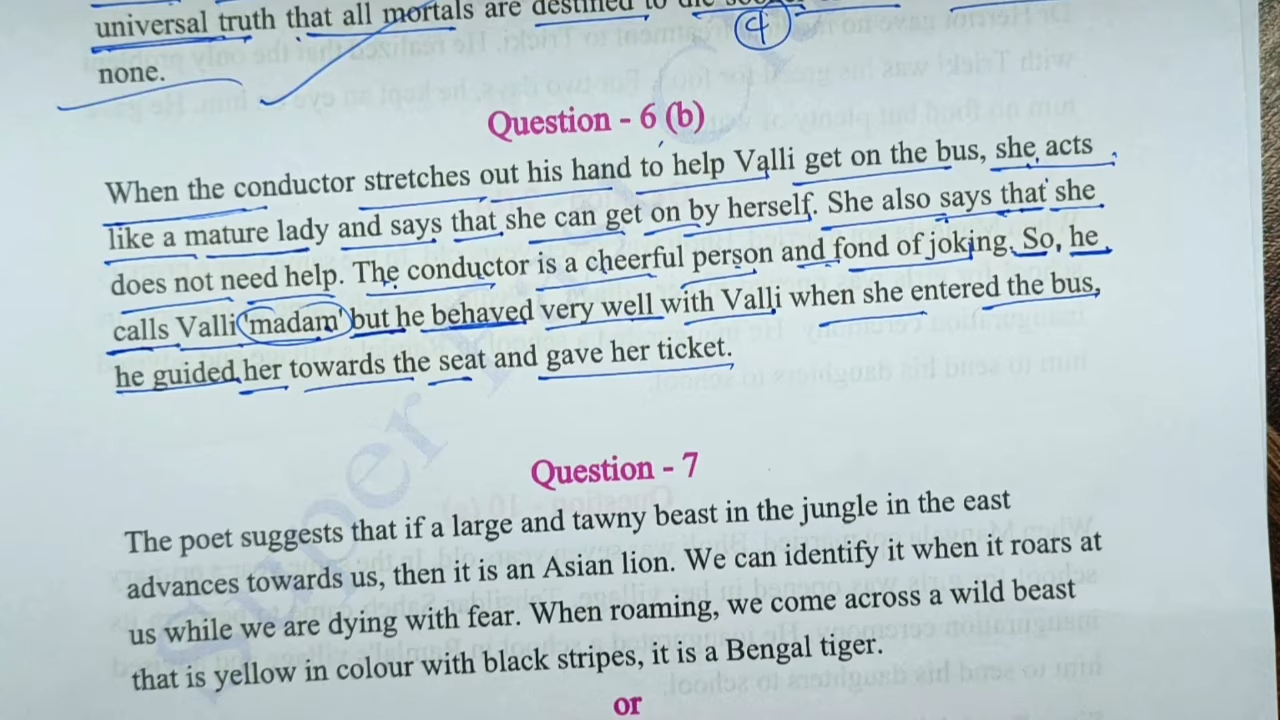 universal truth that all mortals are destined to die
4
none.
Question - 6 (b)
When the conductor stretches out his hand to help Valli get on the bus, she acts
like a mature lady and says that she can get on by herself. She also says that she
does not need help. The conductor is a cheerful person and fond of joking. So, he
calls Valli 'madam' but he behaved very well with Valli when she entered the bus,
he guided her towards the seat and gave her ticket.
Question - 7
The poet suggests that if a large and tawny beast in the jungle in the east
advances towards us, then it is an Asian lion. We can identify it when it roars at
us while we are dying with fear. When roaming, we come across a wild beast
that is yellow in colour with black stripes, it is a Bengal tiger.
or